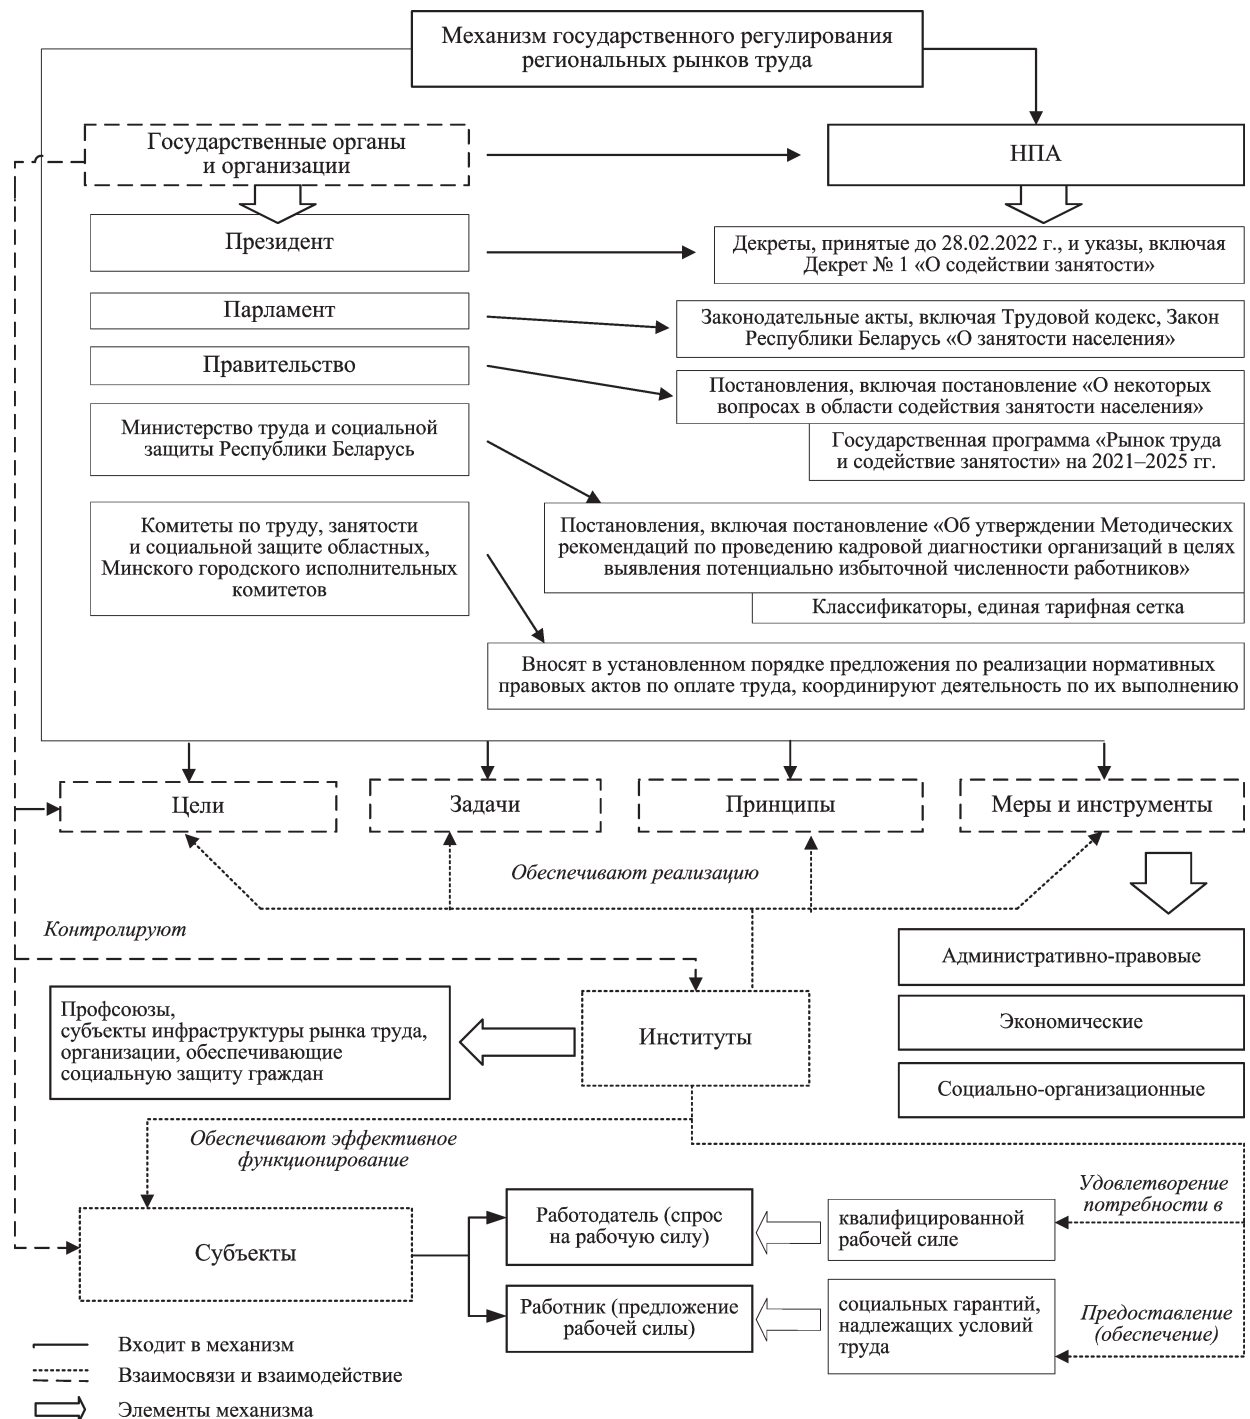 Механизм государственного регулирования
региональных рынков труда
Государственные органы
и организации
НПА
Президент
Декреты, принятые до 28.02.2022 г., и указы, включая
Декрет № 1 «О содействии занятости»
Парламент
Законодательные акты, включая Трудовой кодекс, Закон
Республики Беларусь «О занятости населения»
Правительство
Постановления, включая постановление «О некоторых
вопросах в области содействия занятости населения»
Государственная программа «Рынок труда
и содействие занятости» на 2021–2025 гг.
Министерство труда и социальной
защиты Республики Беларусь
Постановления, включая постановление «Об утверждении Методических
рекомендаций по проведению кадровой диагностики организаций в целях
выявления потенциально избыточной численности работников»
Классификаторы, единая тарифная сетка
Комитеты по труду, занятости
и социальной защите областных,
Минского городского исполнительных
комитетов
Вносят в установленном порядке предложения по реализации нормативных
правовых актов по оплате труда, координируют деятельность по их выполнению
Цели
Задачи
Принципы
Меры и инструменты
Обеспечивают реализацию
Контролируют
Административно-правовые
Экономические
Социально-организационные
Профсоюзы,
субъекты инфраструктуры рынка труда,
организации, обеспечивающие
социальную защиту граждан
Институты
Обеспечивают эффективное
функционирование
Удовлетворение
потребности в
Субъекты
Работодатель (спрос
на рабочую силу)
квалифицированной
рабочей силе
Работник (предложение
рабочей силы)
социальных гарантий,
надлежащих условий
труда
Предоставление
(обеспечение)
Входит в механизм
Взаимосвязи и взаимодействие
Элементы механизма